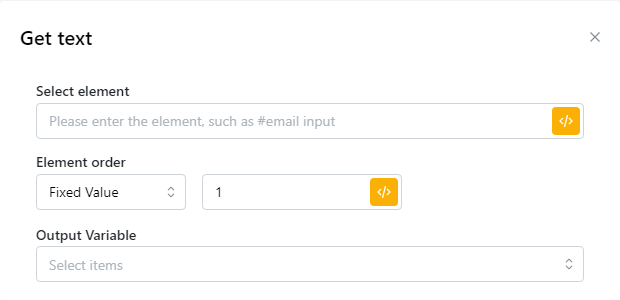 Get text
Select element
Please enter the element, such as #email input
</>
Element order
Fixed Value
1
</>
Output Variable
Select items